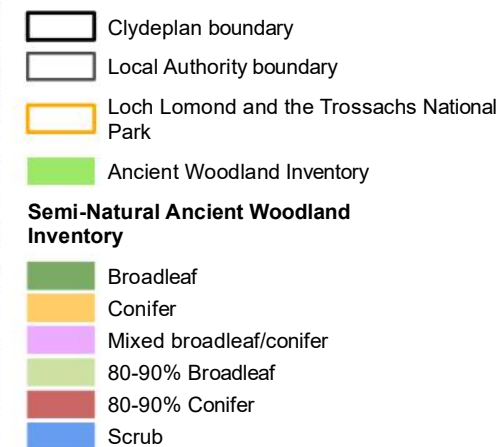 Clydeplan boundary
Local Authority boundary
Loch Lomond and the Trossachs National
Park
Ancient Woodland Inventory
Semi-Natural Ancient Woodland
Inventory
Broadleaf
Conifer
Mixed broadleaf/conifer
80-90% Broadleaf
80-90% Conifer
Scrub